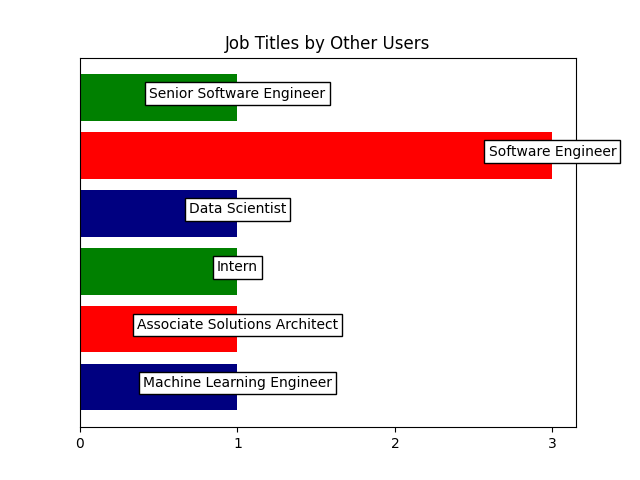 Job Titles by Other Users
Senior Software Engineer
Software Engineer
Data Scientist
Intern
Associate Solutions Architect
Machine Learning Engineer
0 1 2 3